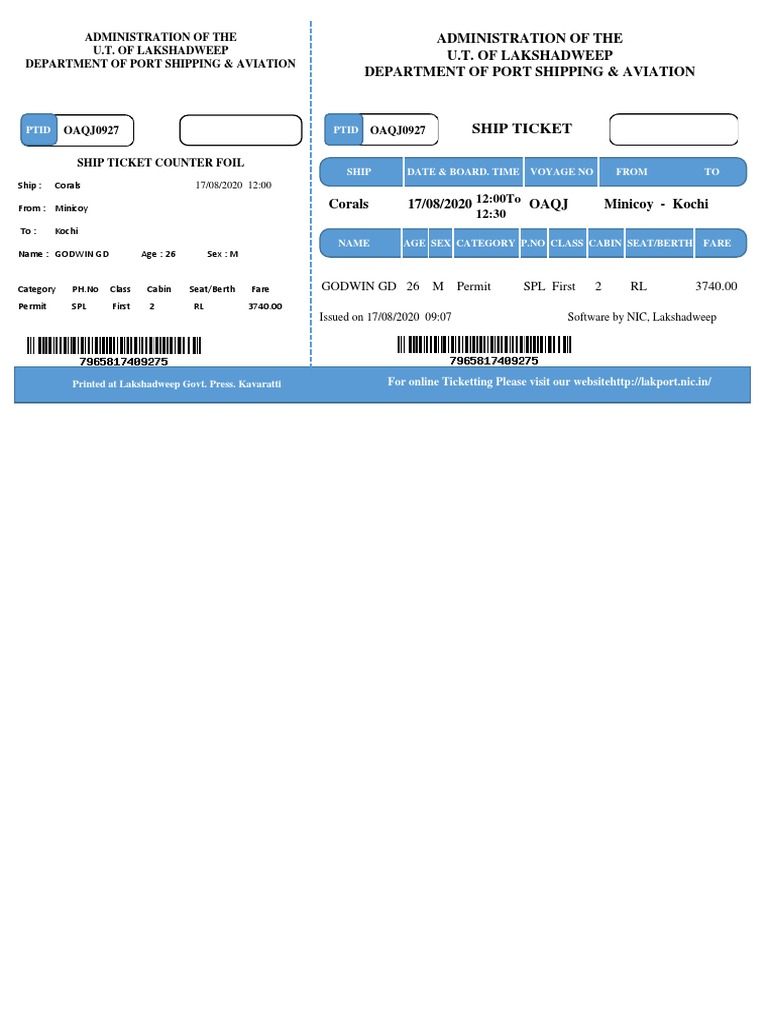 ADMINISTRATION OF THE
U.T. OF LAKSHADWEEP
DEPARTMENT OF PORT SHIPPING & AVIATION
PTID OAQJ0927
SHIP TICKET COUNTER FOIL
Ship : Corals 17/08/2020 12:00
From : Minicoy
To : Kochi
Name : GODWIN GD Age : 26 Sex : M
Category PH.No Class Cabin Seat/Berth Fare
Permit SPL First 2 RL 3740.00
7965817409275
Printed at Lakshadweep Govt. Press. Kavaratti
ADMINISTRATION OF THE
U.T. OF LAKSHADWEEP
DEPARTMENT OF PORT SHIPPING & AVIATION
PTID OAQJ0927 SHIP TICKET
SHIP DATE & BOARD. TIME VOYAGE NO FROM TO
Corals 17/08/2020 12:00To 12:30 OAQJ Minicoy - Kochi
NAME AGE SEX CATEGORY P.NO CLASS CABIN SEAT/BERTH FARE
GODWIN GD 26 M Permit SPL First 2 RL 3740.00
Issued on 17/08/2020 09:07 Software by NIC, Lakshadweep
7965817409275
For online Ticketting Please visit our websitehttp://lakport.nic.in/